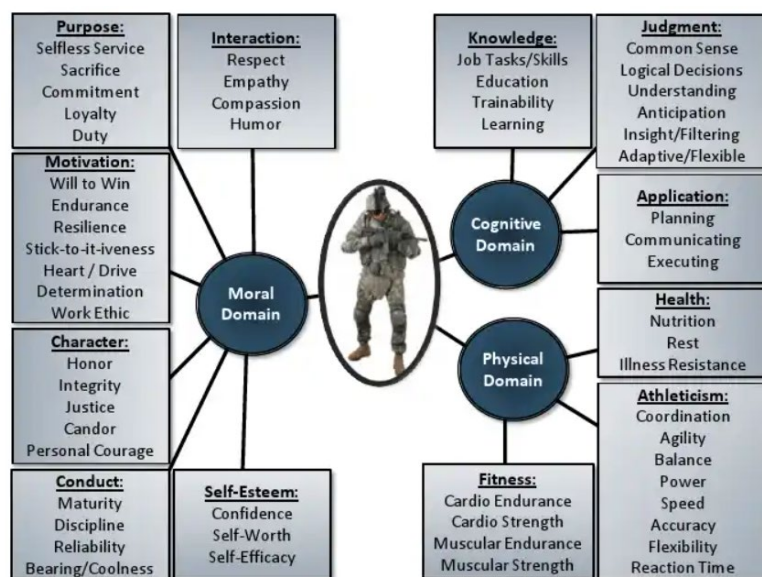 Purpose:
Selfless Service
Sacrifice
Commitment
Loyalty
Duty
Interaction:
Respect
Empathy
Compassion
Humor
Knowledge:
Job Tasks/Skills
Education
Trainability
Learning
Judgment:
Common Sense
Logical Decisions
Understanding
Anticipation
Insight/Filtering
Adaptive/Flexible
Motivation:
Will to Win
Endurance
Resilience
Stick-to-it-iveness
Heart / Drive
Determination
Work Ethic
Moral
Domain
Cognitive
Domain
Application:
Planning
Communicating
Executing
Health:
Nutrition
Rest
Illness Resistance
Physical
Domain
Character:
Honor
Integrity
Justice
Candor
Personal Courage
Athleticism:
Coordination
Agility
Balance
Power
Speed
Accuracy
Flexibility
Reaction Time
Conduct:
Maturity
Discipline
Reliability
Bearing/Coolness
Self-Esteem:
Confidence
Self-Worth
Self-Efficacy
Fitness:
Cardio Endurance
Cardio Strength
Muscular Endurance
Muscular Strength